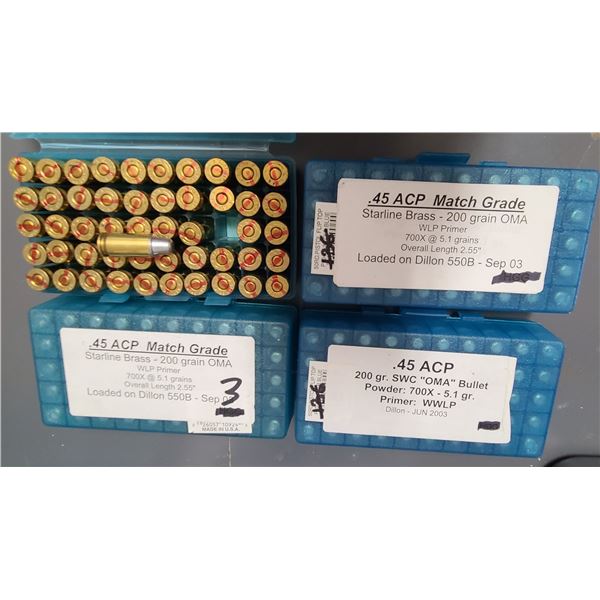 .45 ACP Match Grade
Starline Brass - 200 grain OMA
WLP Primer
700X @ 5.1 grains
Overall Length 2.55"
Loaded on Dillon 550B - Sep 03
.45 ACP Match Grade
Starline Brass - 200 grain OMA
WLP Primer
700X @ 5.1 grains
Overall Length 2.55"
Loaded on Dillon 550B - Sep
3
MADE IN U.S.A.
.45 ACP
200 gr. SWC "OMA" Bullet
Powder: 700X - 5.1 gr.
Primer: WWLP
Dillon - JUN 2003